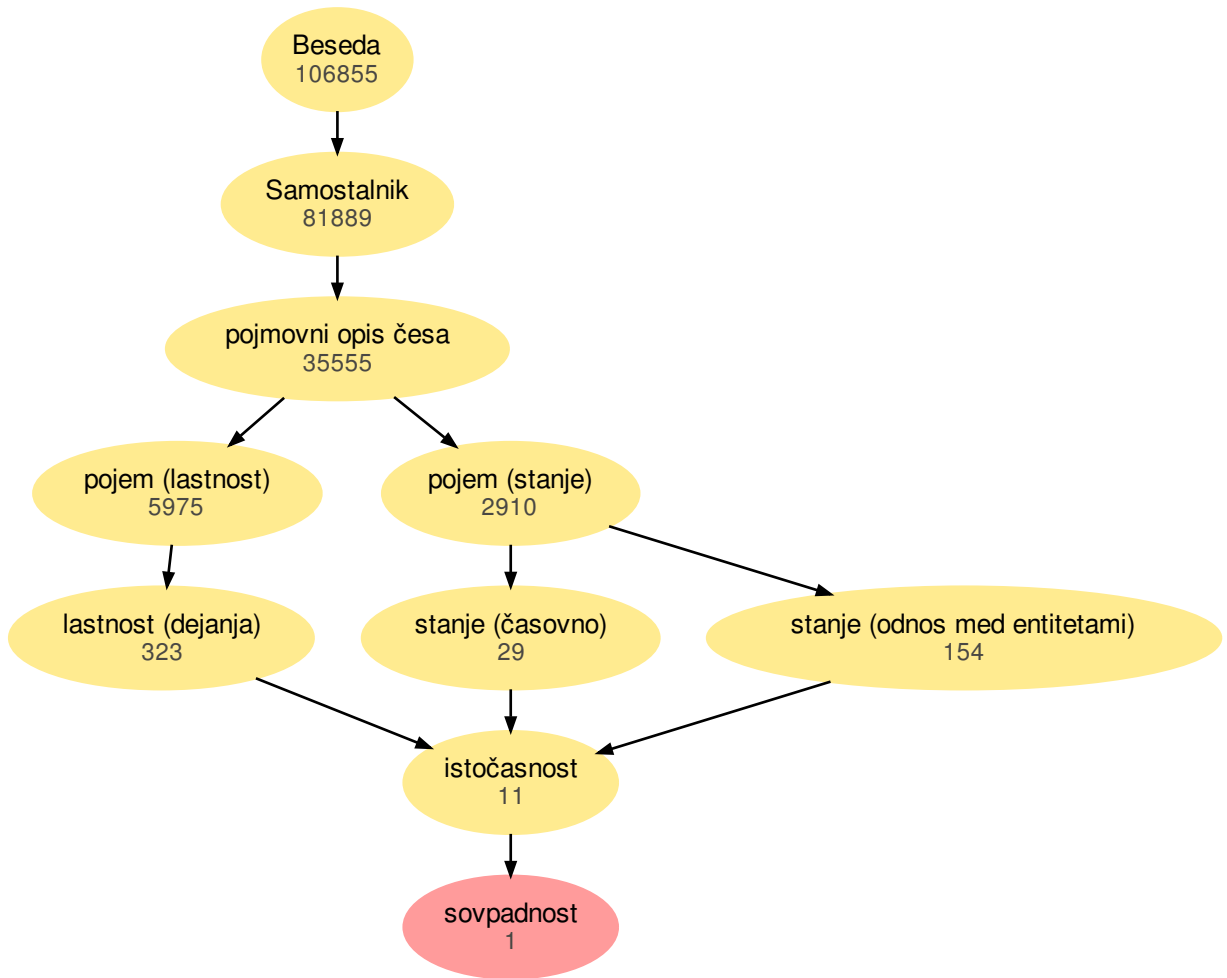 Beseda
106855
Samostalnik
81889
pojmovni opis česa
35555
pojem (lastnost)
5975
pojem (stanje)
2910
lastnost (dejanja)
323
stanje (časovno)
29
stanje (odnos med entitetami)
154
istočasnost
11
sovpadnost
1